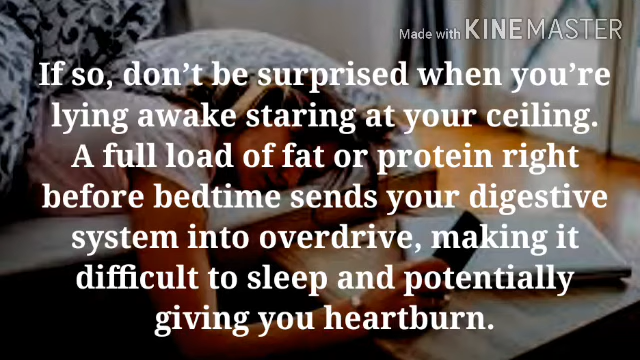 Made with KINEMASTER
If so, don’t be surprised when you’re
lying awake staring at your ceiling.
A full load of fat or protein right
before bedtime sends your digestive
system into overdrive, making it
difficult to sleep and potentially
giving you heartburn.